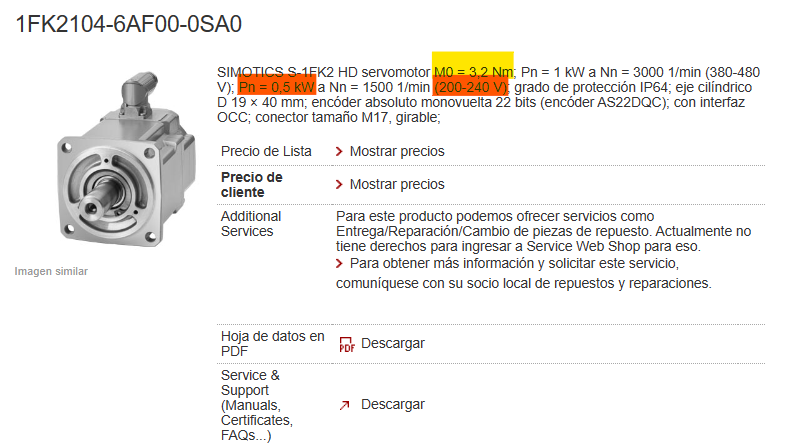 1FK2104-6AF00-0SA0
SIMOTICS S-1FK2 HD servomotor M0 = 3,2 Nm; Pn = 1 kW a Nn = 3000 1/min (380-480
V); Pn = 0,5 kW a Nn = 1500 1/min (200-240 V); grado de protección IP64; eje cilíndrico
D 19 × 40 mm; encóder absoluto monovuelta 22 bits (encóder AS22DQC); con interfaz
OCC; conector tamaño M17, girable;
Precio de Lista
Mostrar precios
Precio de
cliente
Mostrar precios
Additional
Services
Para este producto podemos ofrecer servicios como
Entrega/Reparación/Cambio de piezas de repuesto. Actualmente no
tiene derechos para ingresar a Service Web Shop para eso.
Para obtener más información y solicitar este servicio,
comuníquese con su socio local de repuestos y reparaciones.
Imagen similar
Hoja de datos en
PDF
PDF Descargar
Service &
Support
(Manuals,
Certificates,
FAQs...)
Descargar